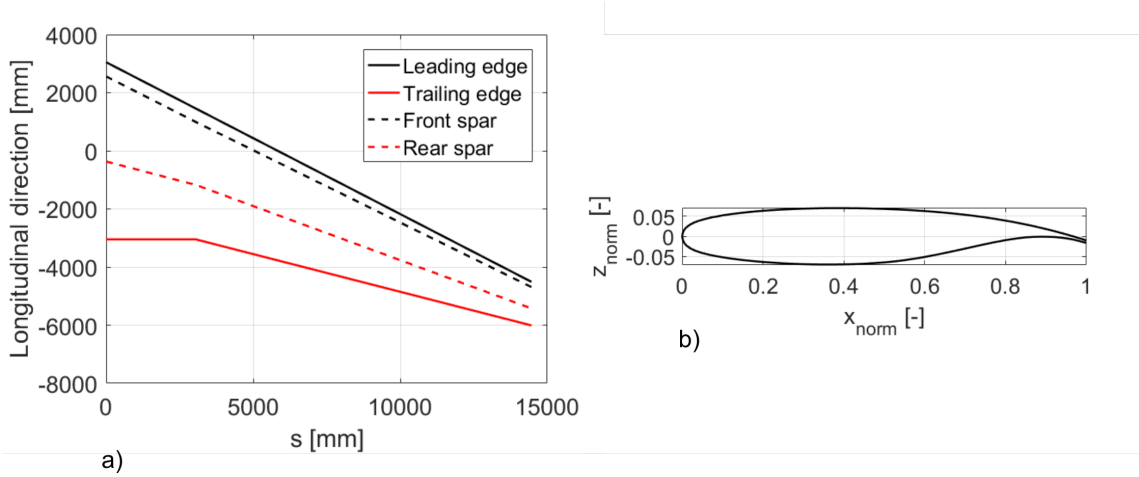 4000
2000
0
-2000
-4000
-6000
-8000
Longitudinal direction [mm]
Leading edge
Trailing edge
Front spar
Rear spar
0 5000 10000 15000
s [mm]
a)
0.05
0
-0.05
z_norm [-]
0 0.2 0.4 0.6 0.8 1
x_norm [-]
b)